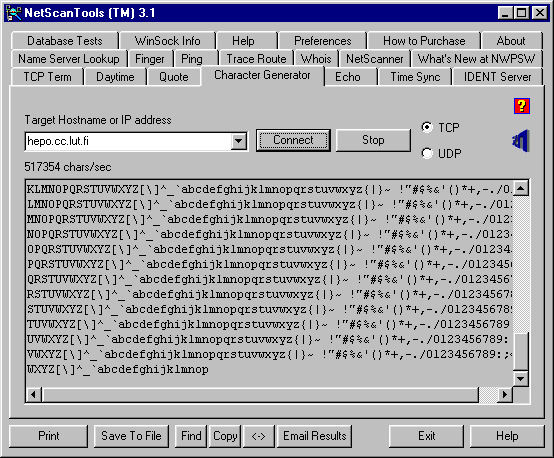 NetScanTools (TM) 3.1
Database Tests WinSock Info Help Preferences How to Purchase About
Name Server Lookup Finger Ping Trace Route Whois NetScanner What's New at NWPSW
TCP Term Daytime Quote Character Generator Echo Time Sync IDENT Server
?
Target Hostname or IP address
TCP
hepo.cc.lut.fi Connect Stop
UDP
517354 chars/sec
KLMNOPQRSTUVWXYZ[\]^_`abcdefghijklmnopqrstuvwxyz{|}~ !"#$%&'()*+,-./0
LMNOPQRSTUVWXYZ[\]^_`abcdefghijklmnopqrstuvwxyz{|}~ !"#$%&'()*+,-./01
MNOPQRSTUVWXYZ[\]^_`abcdefghijklmnopqrstuvwxyz{|}~ !"#$%&'()*+,-./012
NOPQRSTUVWXYZ[\]^_`abcdefghijklmnopqrstuvwxyz{|}~ !"#$%&'()*+,-./0123
OPQRSTUVWXYZ[\]^_`abcdefghijklmnopqrstuvwxyz{|}~ !"#$%&'()*+,-./01234
PQRSTUVWXYZ[\]^_`abcdefghijklmnopqrstuvwxyz{|}~ !"#$%&'()*+,-./012345
QRSTUVWXYZ[\]^_`abcdefghijklmnopqrstuvwxyz{|}~ !"#$%&'()*+,-./0123456
RSTUVWXYZ[\]^_`abcdefghijklmnopqrstuvwxyz{|}~ !"#$%&'()*+,-./01234567
STUVWXYZ[\]^_`abcdefghijklmnopqrstuvwxyz{|}~ !"#$%&'()*+,-./012345678
TUVWXYZ[\]^_`abcdefghijklmnopqrstuvwxyz{|}~ !"#$%&'()*+,-./0123456789
UVWXYZ[\]^_`abcdefghijklmnopqrstuvwxyz{|}~ !"#$%&'()*+,-./0123456789:
VWXYZ[\]^_`abcdefghijklmnopqrstuvwxyz{|}~ !"#$%&'()*+,-./0123456789:;
WXYZ[\]^_`abcdefghijklmnop
Print Save To File Find Copy <-> Email Results Exit Help